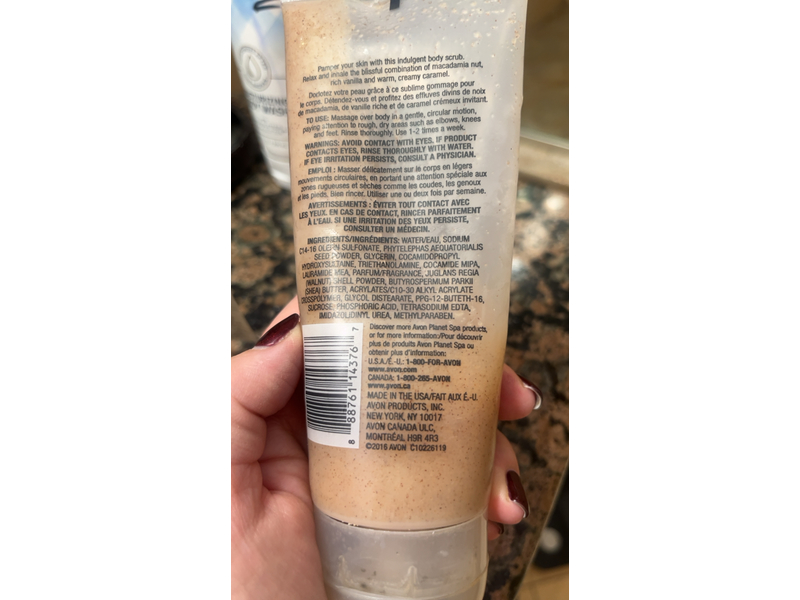 Pamper your skin with this indulgent body scrub.
Relax and inhale the blissful combination of macadamia nut,
rich vanilla and warm, creamy caramel.
Dorlotez votre peau grâce à ce sublime gommage pour
le corps. Détendez-vous et profitez des effluves divins de noix
de macadamia, de vanille riche et de caramel crémeux invitant.
TO USE: Massage over body in a gentle, circular motion,
paying attention to rough, dry areas such as elbows, knees
and feet. Rinse thoroughly. Use 1-2 times a week.
WARNINGS: AVOID CONTACT WITH EYES. IF PRODUCT
CONTACTS EYES, RINSE THOROUGHLY WITH WATER.
IF EYE IRRITATION PERSISTS, CONSULT A PHYSICIAN.
EMPLOI : Masser délicatement sur le corps en légers
mouvements circulaires, en portant une attention spéciale aux
zones rugueuses et sèches comme les coudes, les genoux
et les pieds. Bien rincer. Utiliser une ou deux fois par semaine.
AVERTISSEMENTS : ÉVITER TOUT CONTACT AVEC
LES YEUX. EN CAS DE CONTACT, RINCER PARFAITEMENT
À L'EAU. SI UNE IRRITATION DES YEUX PERSISTE,
CONSULTER UN MÉDECIN.
INGREDIENTS/INGRÉDIENTS: WATER/EAU, SODIUM
C14-16 OLEFIN SULFONATE, PHYTELEPHAS AEQUATORIALIS
SEED POWDER, GLYCERIN, COCAMIDOPROPYL
HYDROXYSULTAINE, TRIETHANOLAMINE, COCAMIDE MIPA,
LAURAMIDE MEA, PARFUM/FRAGRANCE, JUGLANS REGIA
(WALNUT) SHELL POWDER, BUTYROSPERMUM PARKII
(SHEA) BUTTER, ACRYLATES/C10-30 ALKYL ACRYLATE
CROSSPOLYMER, GLYCOL DISTEARATE, PPG-12-BUTETH-16,
SUCROSE, PHOSPHORIC ACID, TETRASODIUM EDTA,
IMIDAZOLIDINYL UREA, METHYLPARABEN.
Discover more Avon Planet Spa products,
or for more information:/Pour découvrir
plus de produits Avon Planet Spa ou
obtenir plus d'information:
U.S.A./É.-U.: 1-800-FOR-AVON
www.avon.com
CANADA: 1-800-265-AVON
www.avon.ca
MADE IN THE USA/FAIT AUX É.-U.
AVON PRODUCTS, INC.
NEW YORK, NY 10017
AVON CANADA ULC,
MONTRÉAL H9R 4R3
©2015 AVON C10226119
8 88761 14376 7